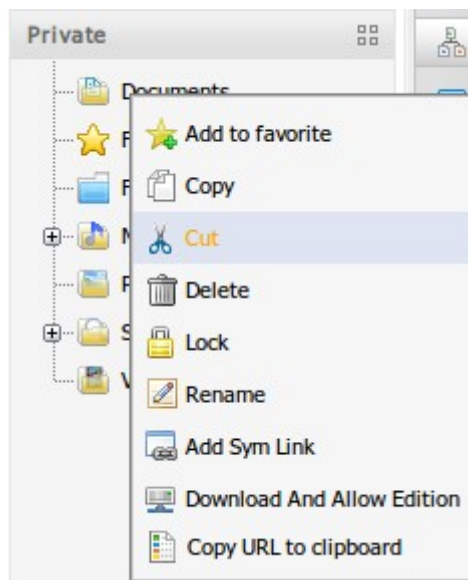 Private
Documents
Add to favorite
Copy
Cut
Delete
Lock
Rename
Add Sym Link
Download And Allow Edition
Copy URL to clipboard